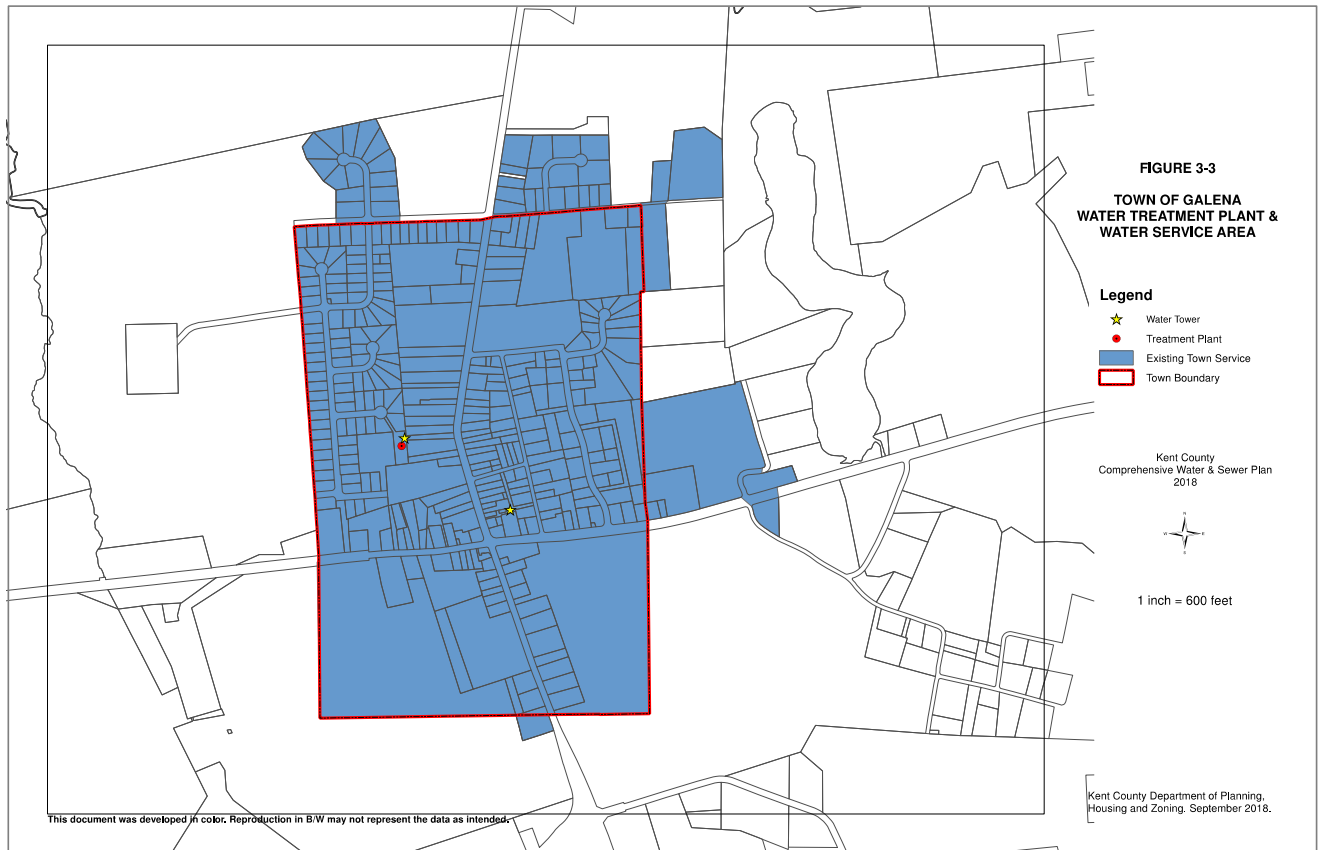 FIGURE 3-3
TOWN OF GALENA
WATER TREATMENT PLANT &
WATER SERVICE AREA
Legend
Water Tower
Treatment Plant
Existing Town Service
Town Boundary
Kent County
Comprehensive Water & Sewer Plan
2018
N
W E
1 inch = 600 feet
Kent County Department of Planning,
Housing and Zoning. September 2018.
This document was developed in color. Reproduction in B/W may not represent the data as intended.